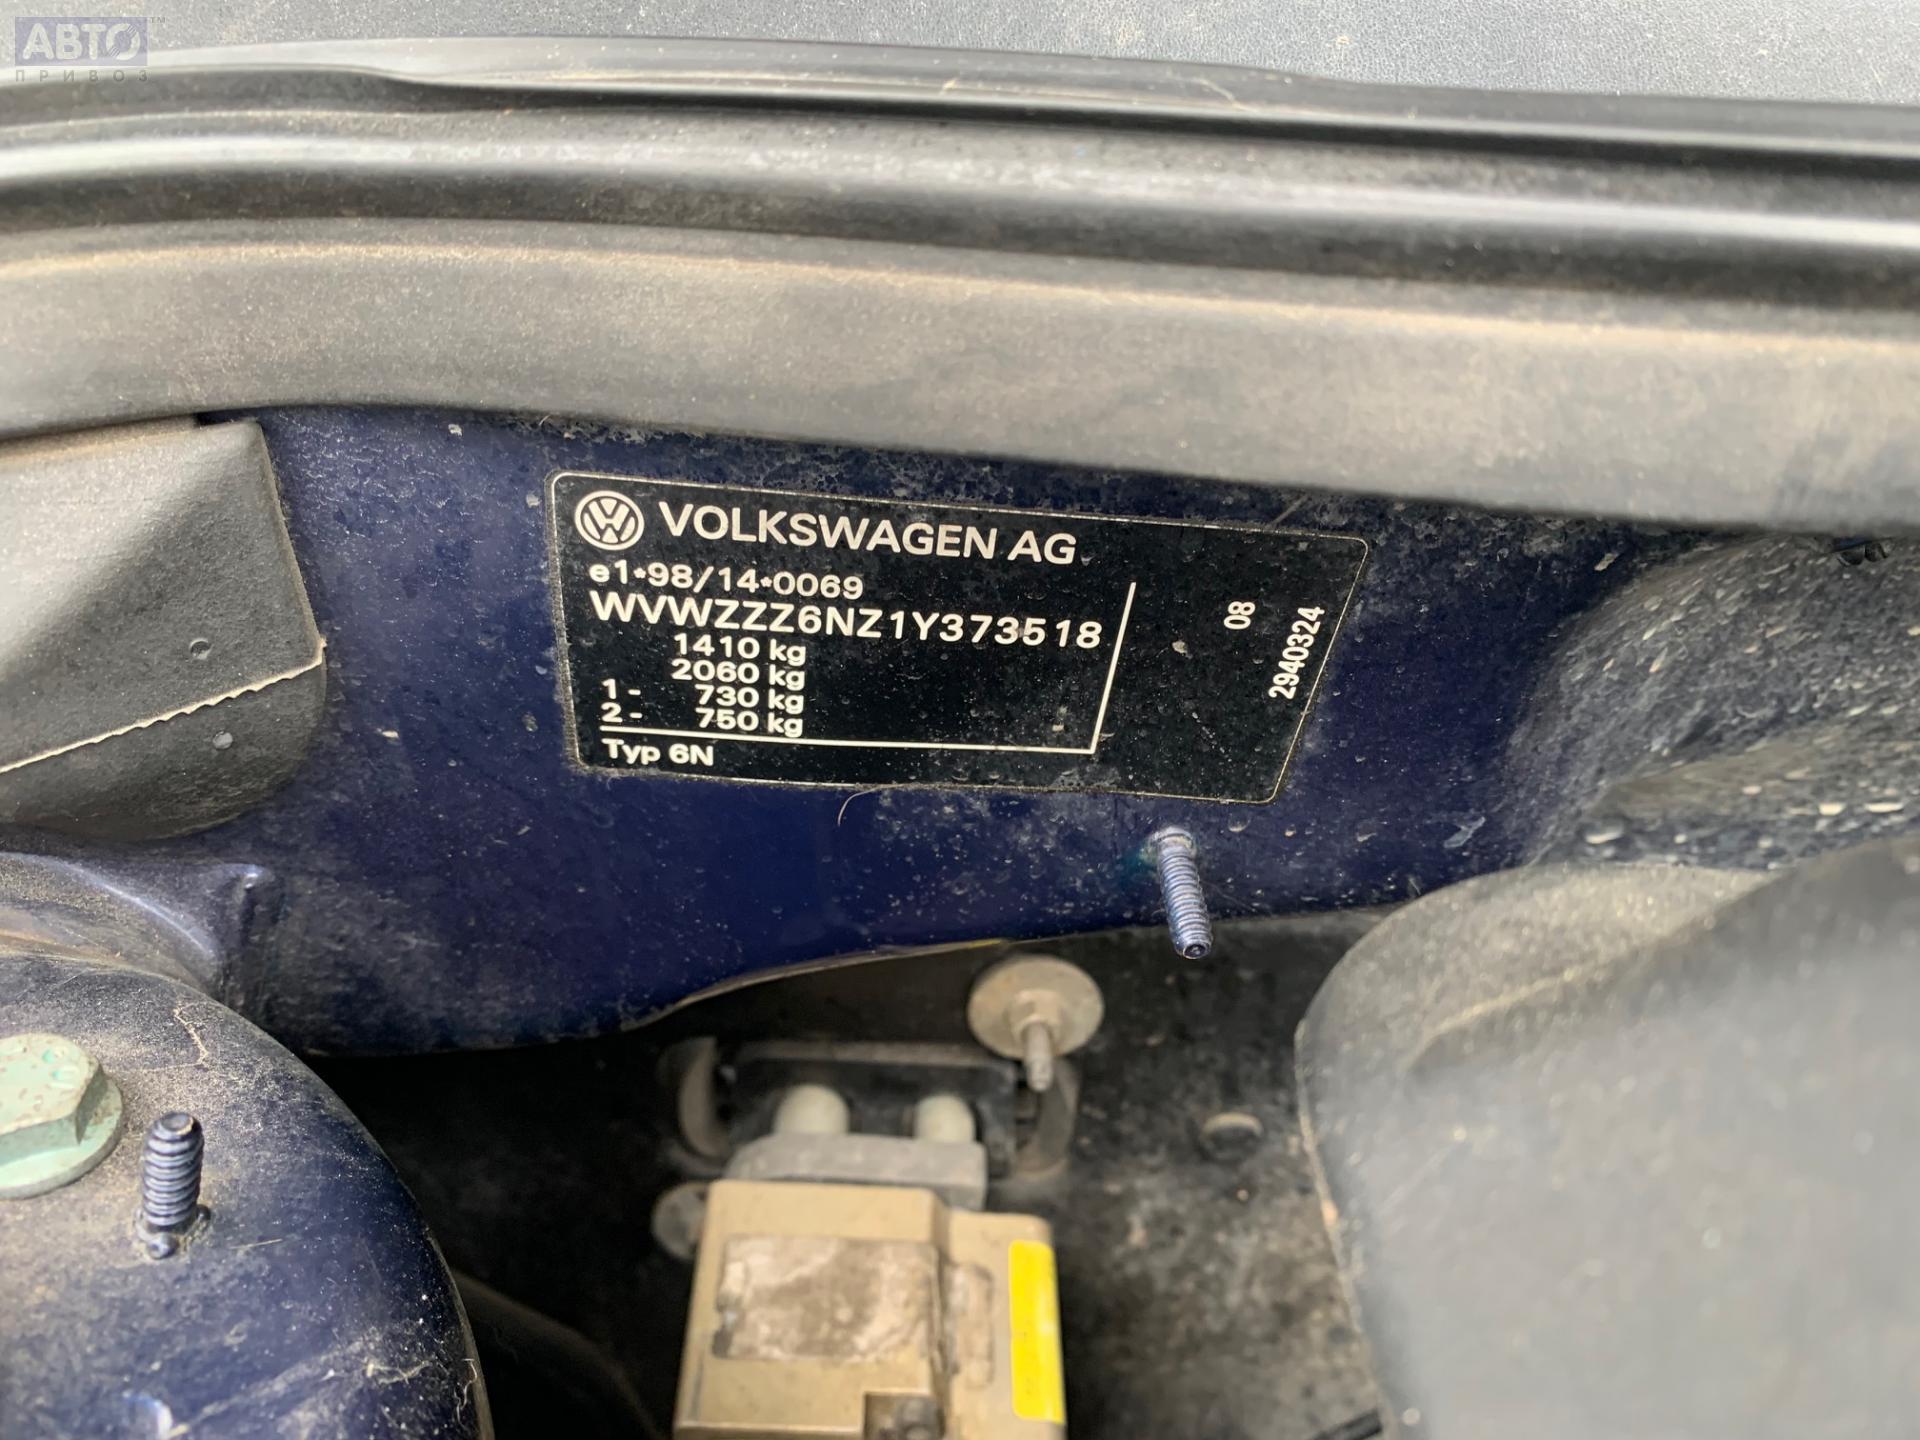 АВТО™
ПРИВОЗ
VOLKSWAGEN AG
e1*98/14*0069
WVWZZZ6NZ1Y373518
1410 kg
2060 kg
1- 730 kg
2- 750 kg
Typ 6N
08
2940324